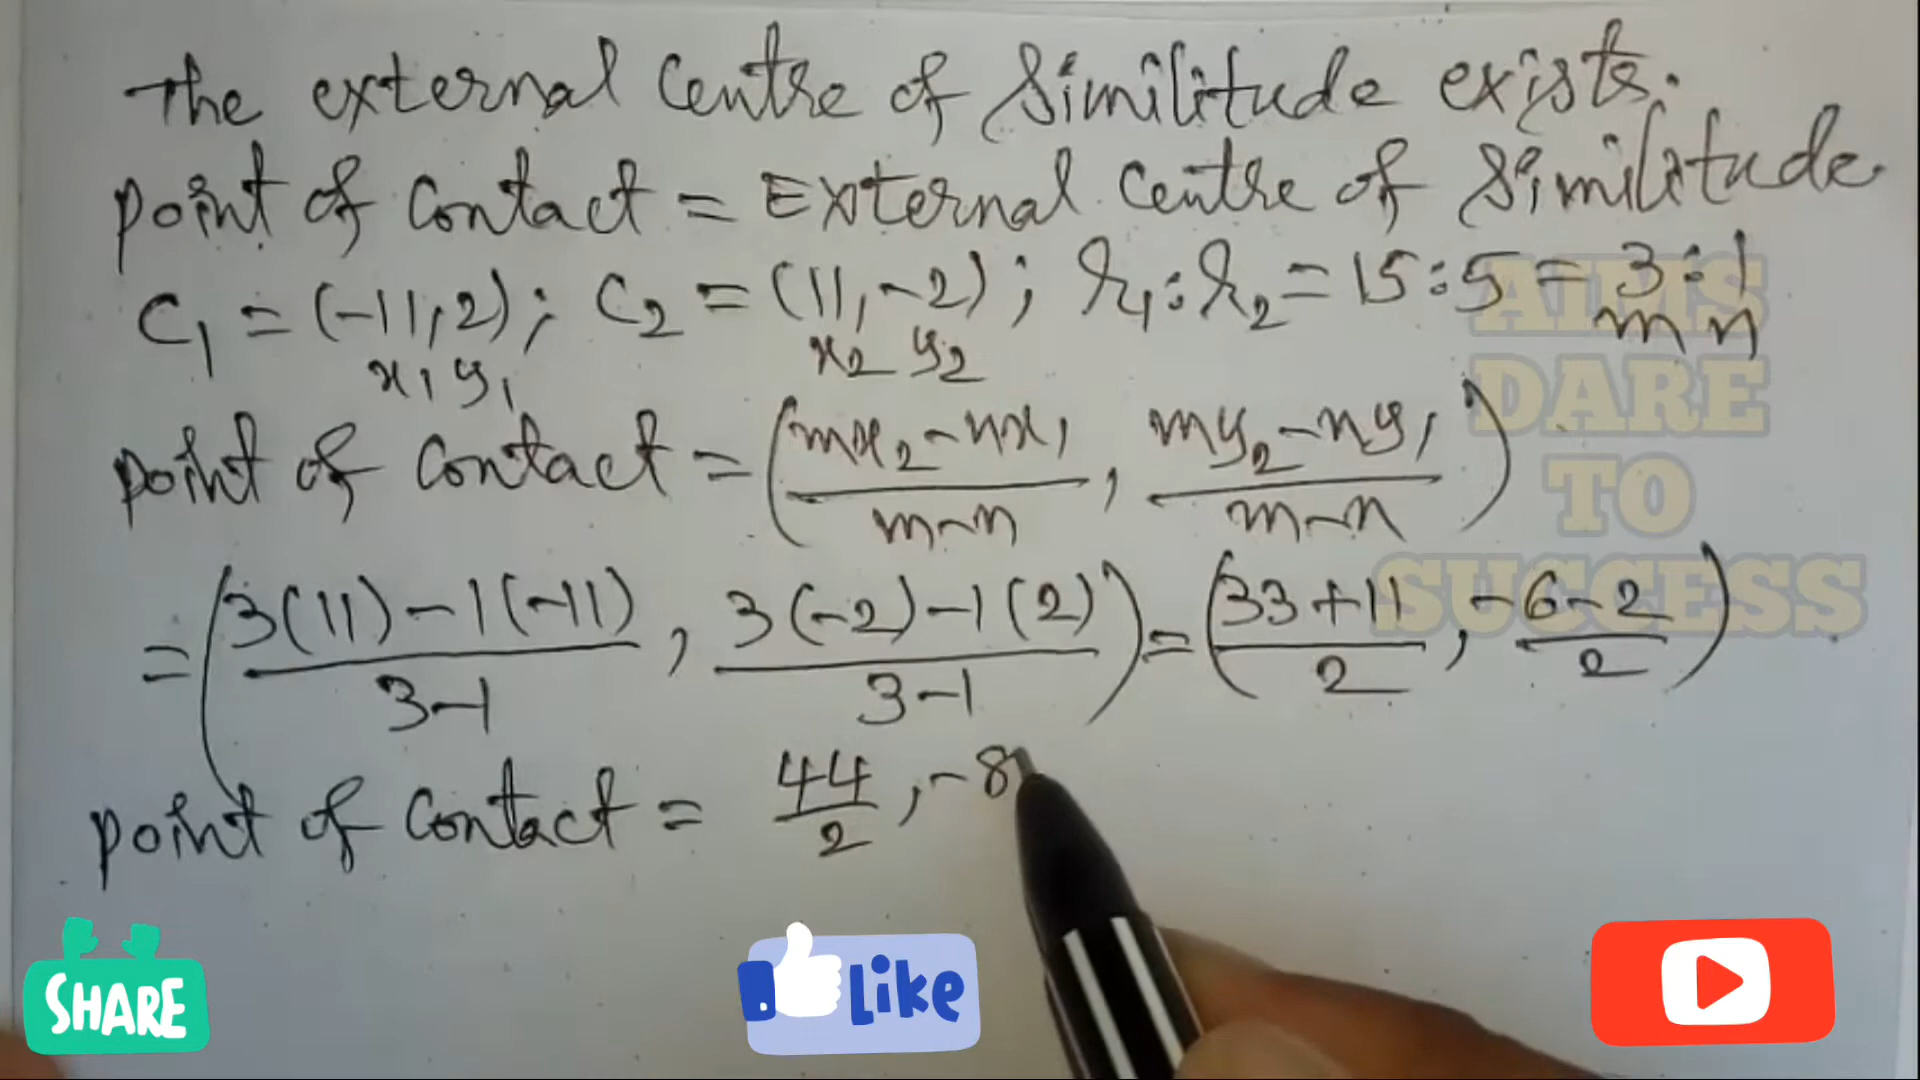 The external Centre of Similitude exists.
point of Contact = External Centre of Similitude
C₁ = (-11, 2); C₂ = (11, -2); r₁ : r₂ = 15 : 5 = 3 : 1
x₁ y₁ x₂ y₂ m n
point of Contact = (mx₂ - nx₁ / m - n, my₂ - ny₁ / m - n)
= (3(11) - 1(-11) / 3-1, 3(-2) - 1(2) / 3-1) = (33+11 / 2, -6-2 / 2)
point of Contact = 44/2, -8
AIMS
DARE
TO
SUCCESS
SHARE
Like